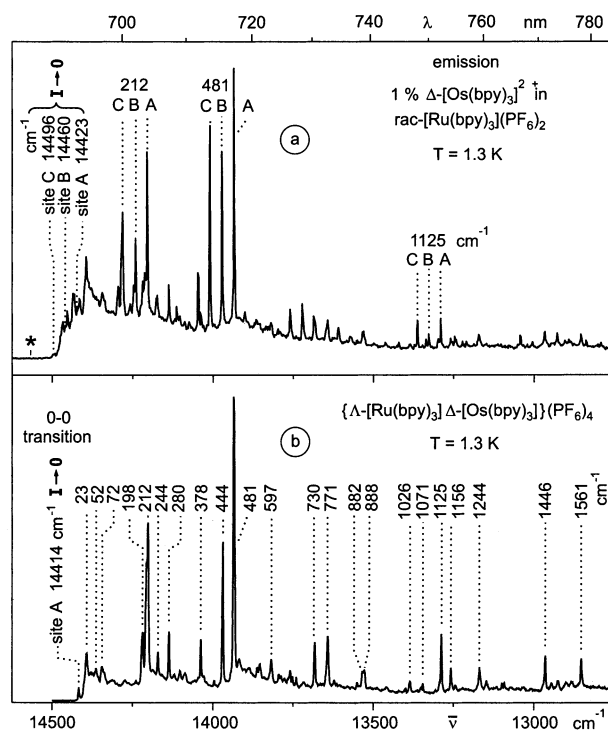 700 720 740 λ 760 nm 780
emission
1 % Δ-[Os(bpy)₃]²⁺ in
rac-[Ru(bpy)₃](PF₆)₂
T = 1.3 K
a
I → 0
cm⁻¹
site C 14496
site B 14460
site A 14423
212
C B A
481
C B A
1125 cm⁻¹
C B A
*
0-0
transition
I → 0
site A 14414 cm⁻¹
b
{Λ-[Ru(bpy)₃] Δ-[Os(bpy)₃]}(PF₆)₄
T = 1.3 K
23 52 72 198 212 244 280 378 444 481 597 730 771 882 888 1026 1071 1125 1156 1244 1446 1561 cm⁻¹
14500 14000 13500 ν̄ 13000 cm⁻¹